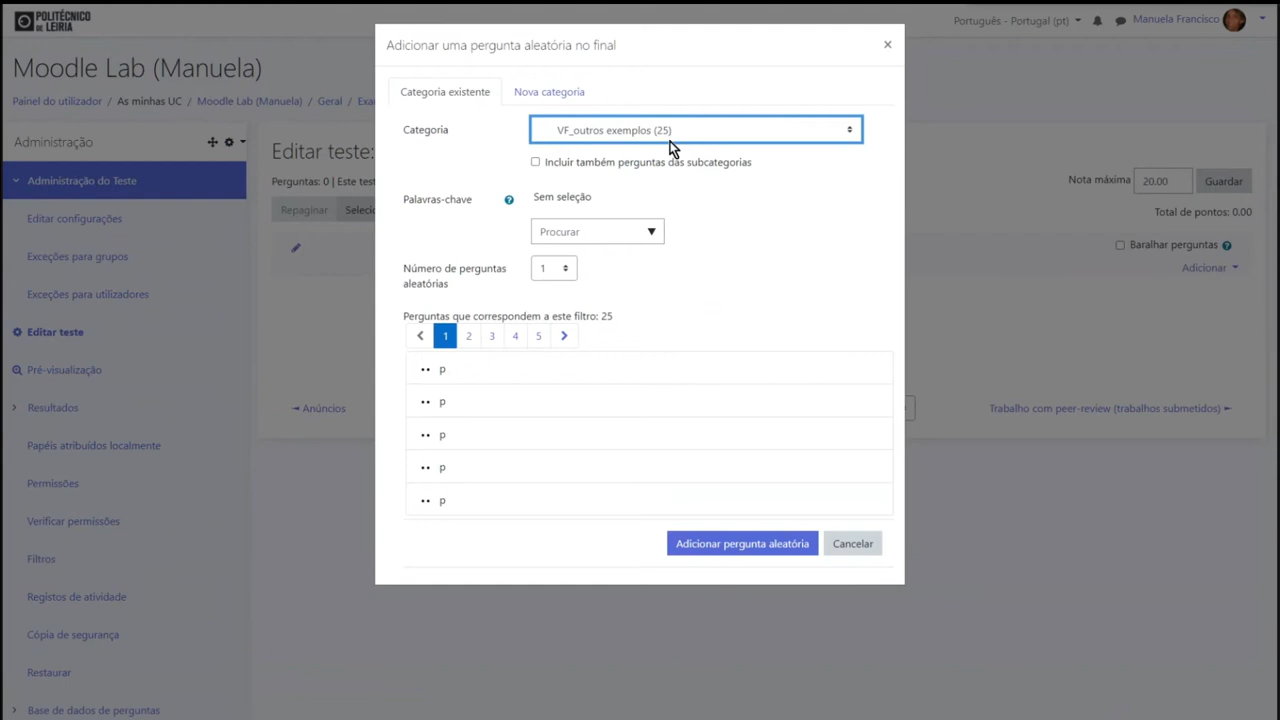 POLITÉCNICO
DE LEIRIA
Português - Portugal (pt)
Manuela Francisco
Moodle Lab (Manuela)
Painel do utilizador / As minhas UC / Moodle Lab (Manuela) / Geral / Exa
Administração
Administração do Teste
Editar configurações
Exceções para grupos
Exceções para utilizadores
Editar teste
Pré-visualização
Resultados
Papéis atribuídos localmente
Permissões
Verificar permissões
Filtros
Registos de atividade
Cópia de segurança
Restaurar
Base de dados de perguntas
Editar teste:
Perguntas: 0 | Este test
Repaginar
Selecio
Nota máxima 20.00 Guardar
Total de pontos: 0.00
Baralhar perguntas
Adicionar
Anúncios
Trabalho com peer-review (trabalhos submetidos)
Adicionar uma pergunta aleatória no final
×
Categoria existente
Nova categoria
Categoria
VF_outros exemplos (25)
Incluir também perguntas das subcategorias
Palavras-chave
Sem seleção
Procurar
Número de perguntas
aleatórias
1
Perguntas que correspondem a este filtro: 25
1 2 3 4 5
•• p
•• p
•• p
•• p
•• p
Adicionar pergunta aleatória
Cancelar